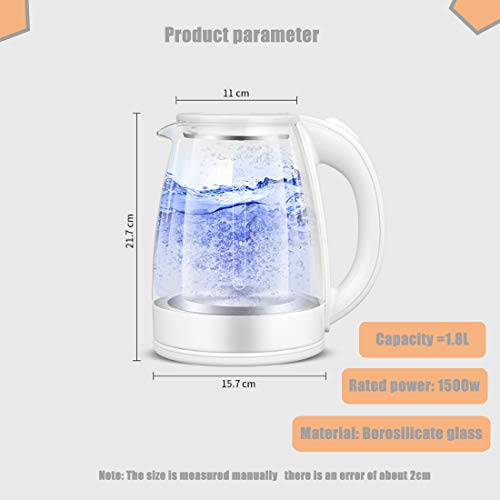 Product parameter
11 cm
21.7 cm
15.7 cm
Capacity =1.8L
Rated power: 1500w
Material: Borosilicate glass
Note: The size is measured manually there is an error of about 2cm